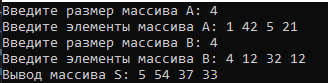 Введите размер массива A: 4
Введите элементы массива A: 1 42 5 21
Введите размер массива B: 4
Введите элементы массива B: 4 12 32 12
Вывод массива S: 5 54 37 33